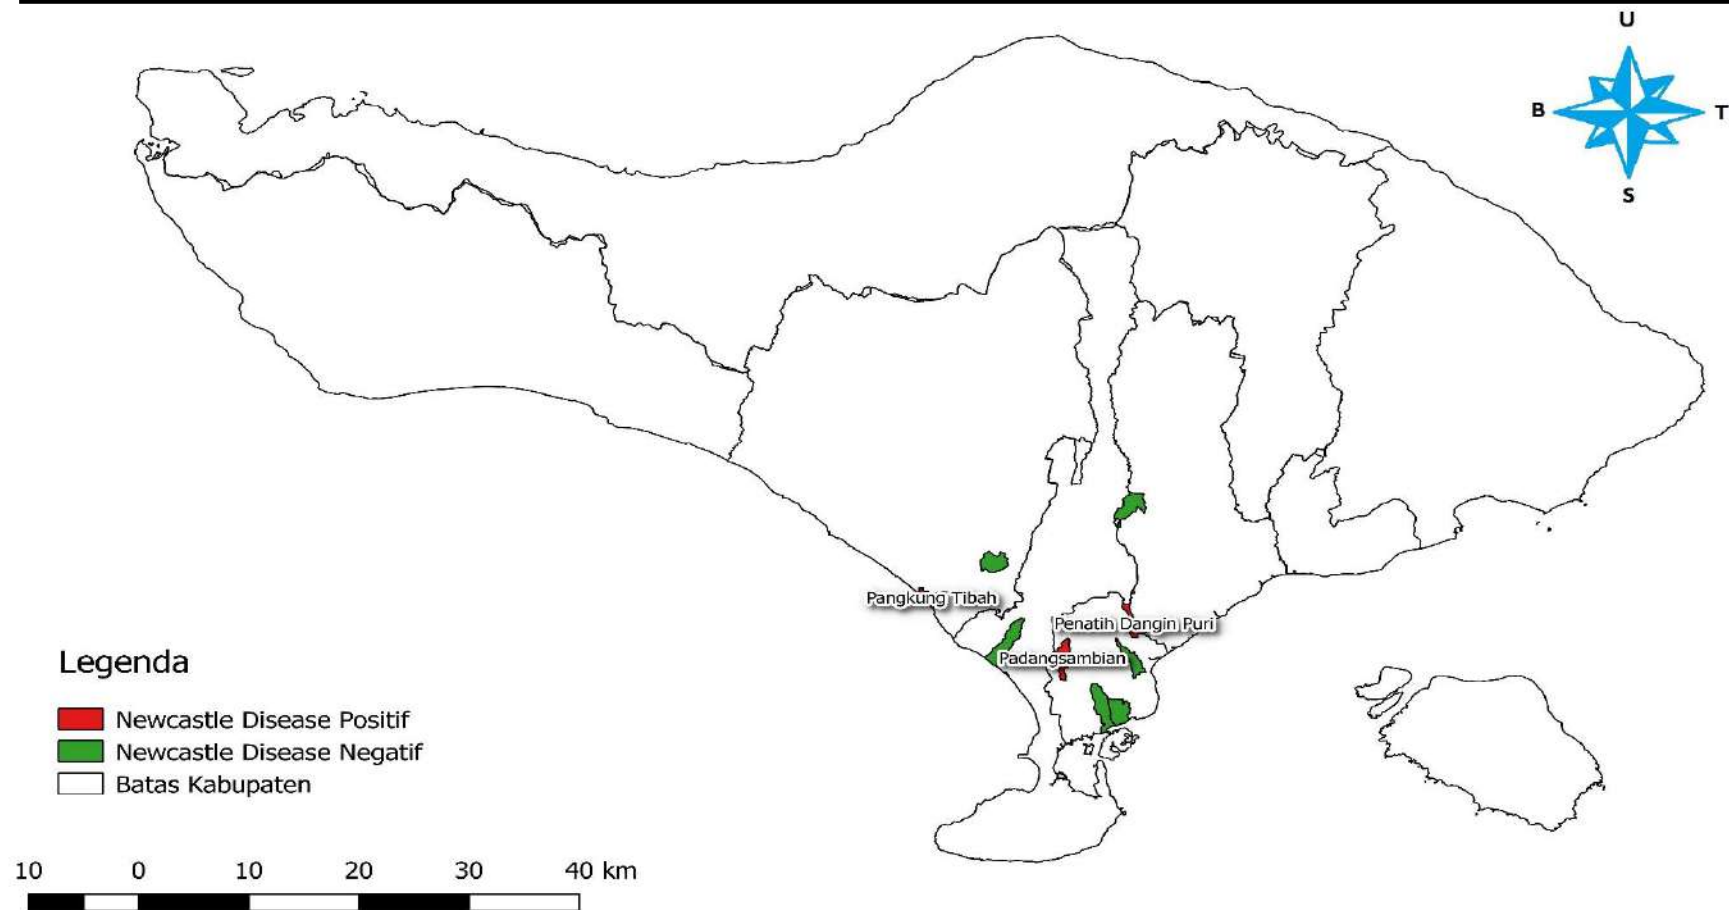 U
B
T
S
Pangkung Tibah
Penatih Dangin Puri
Padangsambian
Legenda
Newcastle Disease Positif
Newcastle Disease Negatif
Batas Kabupaten
10 0 10 20 30 40 km